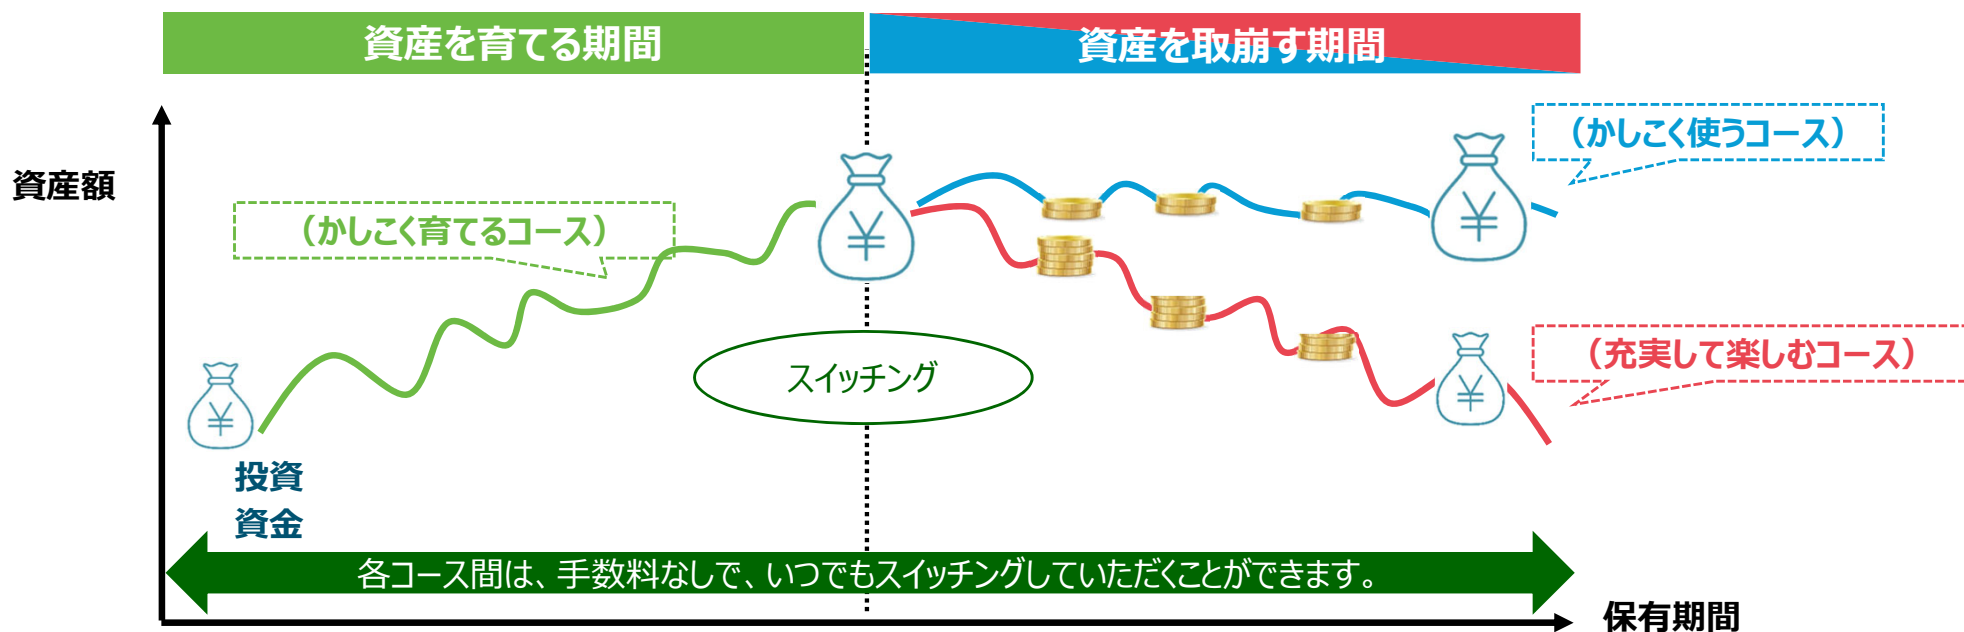 資産を育てる期間
資産を取崩す期間
資産額
（かしこく育てるコース）
（かしこく使うコース）
¥
¥
¥
¥
スイッチング
（充実して楽しむコース）
投資
資金
各コース間は、手数料なしで、いつでもスイッチングしていただくことができます。
保有期間